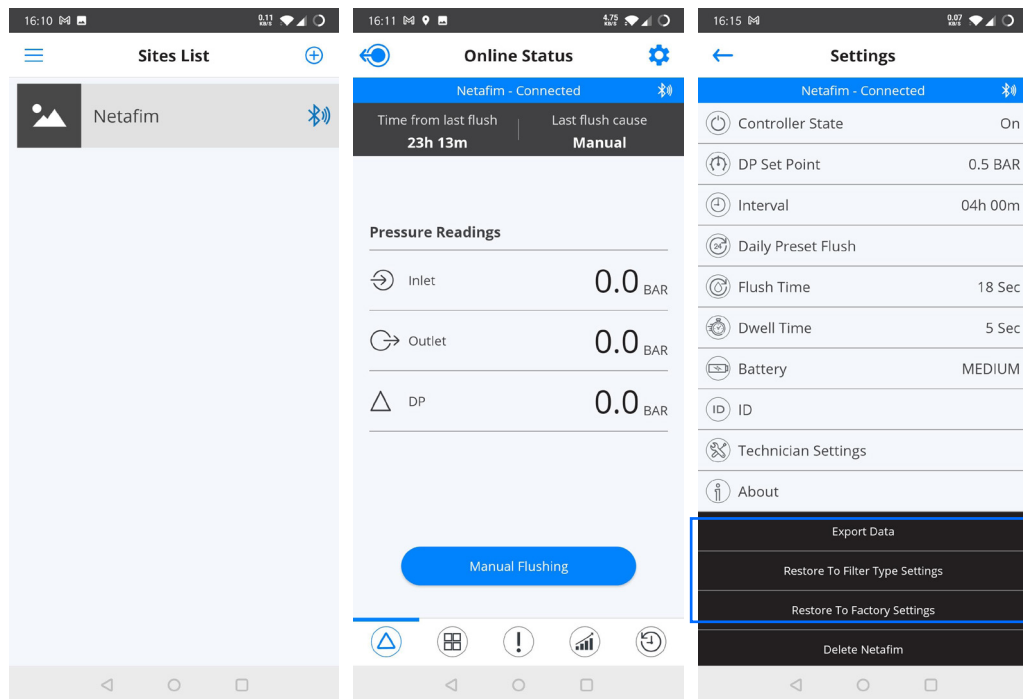 16:10
0.11
KB/S
Sites List
Netafim
16:11
4.75
KB/S
Online Status
Netafim - Connected
Time from last flush
Last flush cause
23h 13m
Manual
Pressure Readings
Inlet
0.0 BAR
Outlet
0.0 BAR
DP
0.0 BAR
Manual Flushing
16:15
0.07
KB/S
Settings
Netafim - Connected
Controller State
On
DP Set Point
0.5 BAR
Interval
04h 00m
24
Daily Preset Flush
Flush Time
18 Sec
Dwell Time
5 Sec
Battery
MEDIUM
ID
ID
Technician Settings
About
Export Data
Restore To Filter Type Settings
Restore To Factory Settings
Delete Netafim